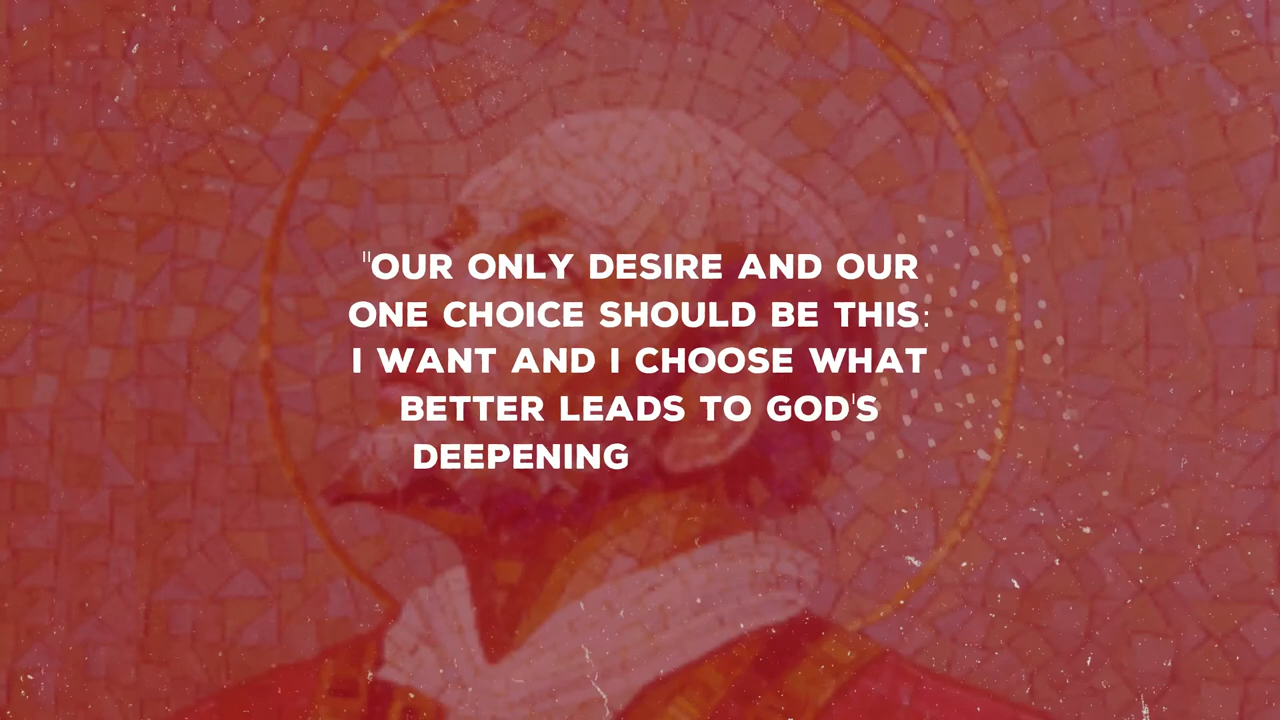 "OUR ONLY DESIRE AND OUR
ONE CHOICE SHOULD BE THIS:
I WANT AND I CHOOSE WHAT
BETTER LEADS TO GOD'S
DEEPENING